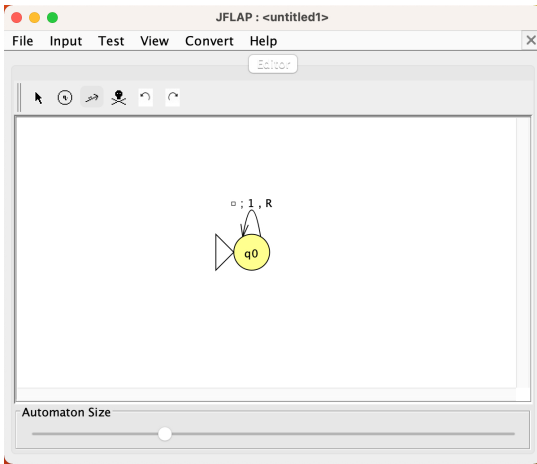 JFLAP : <untitled1>
File Input Test View Convert Help
Editor
□ ; 1 , R
q0
Automaton Size